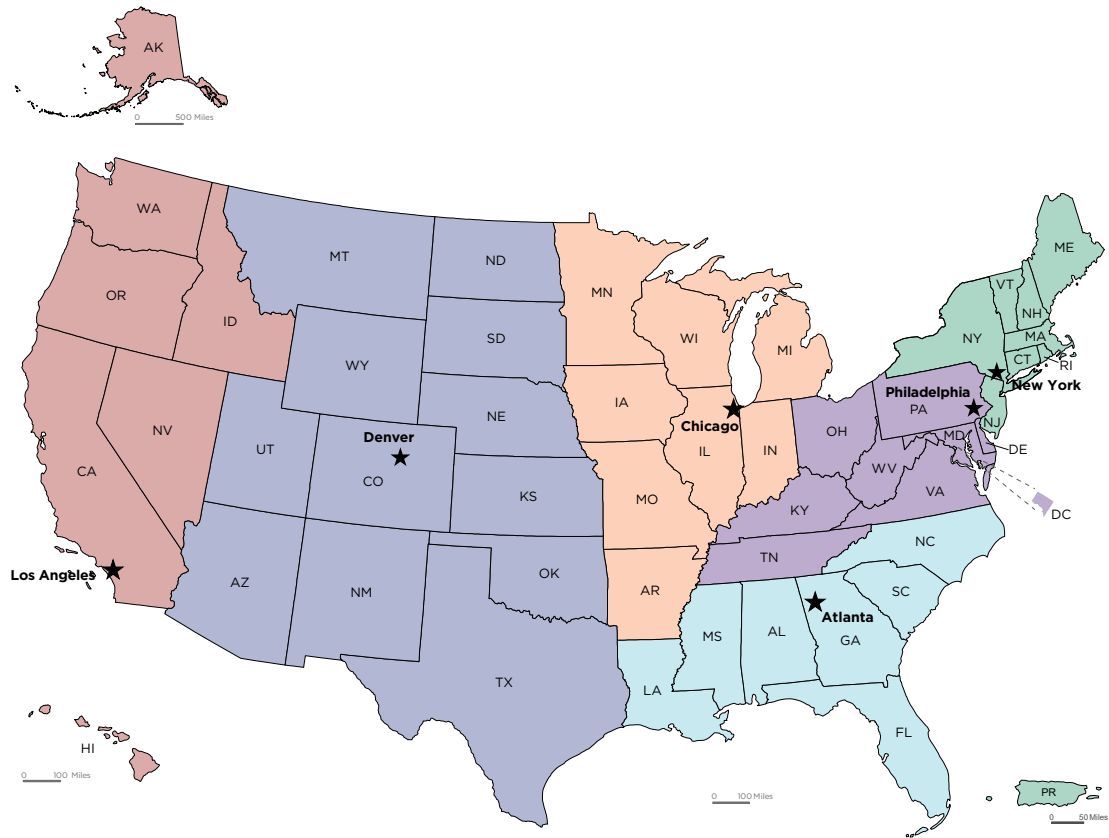 AK
0 500 Miles
WA
ME
MT
ND
VT
OR
MN
NH
ID
SD
NY
MA
WI
MI
CT
RI
WY
New York
Philadelphia
IA
PA
NE
NJ
Chicago
NV
Denver
OH
MD
UT
DE
IL
IN
CA
CO
WV
KS
VA
MO
KY
DC
NC
TN
Los Angeles
OK
AZ
NM
AR
SC
Atlanta
MS
AL
GA
TX
LA
FL
HI
0 100 Miles
PR
0 100 Miles
0 50 Miles